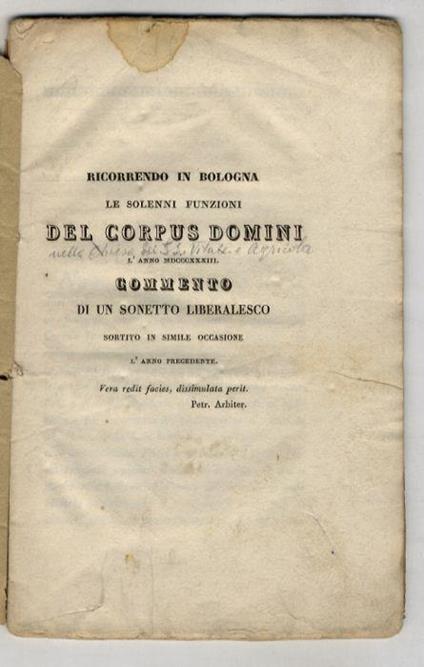 RICORRENDO IN BOLOGNA
LE SOLENNI FUNZIONI
DEL CORPUS DOMINI
nella Chiesa dei SS. Vitale e Agricola
L' ANNO MDCCCXXXIII.
COMMENTO
DI UN SONETTO LIBERALESCO
SORTITO IN SIMILE OCCASIONE
L' ANNO PRECEDENTE.
Vera redit facies, dissimulata perit.
Petr. Arbiter.